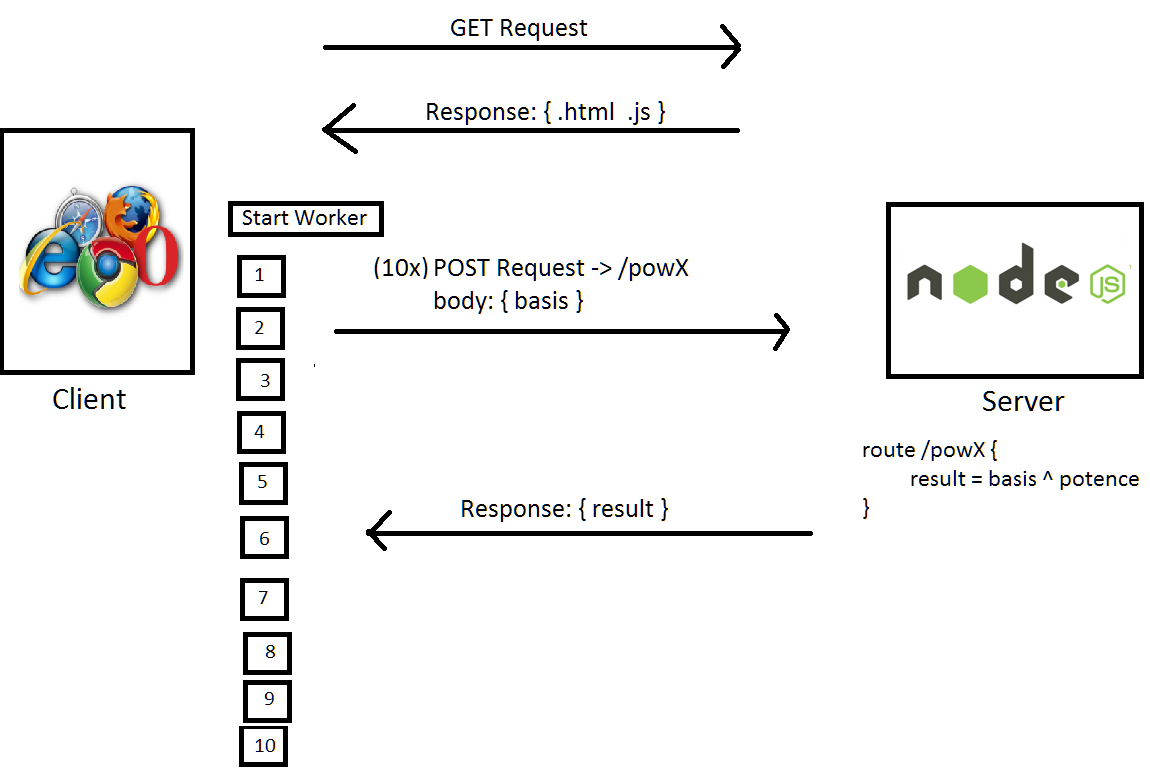 GET Request
Response: { .html  .js }
Start Worker
1
(10x) POST Request -> /powX
body: { basis }
2
3
4
5
6
7
8
9
10
Client
node
JS
Server
route /powX {
result = basis ^ potence
}
Response: { result }